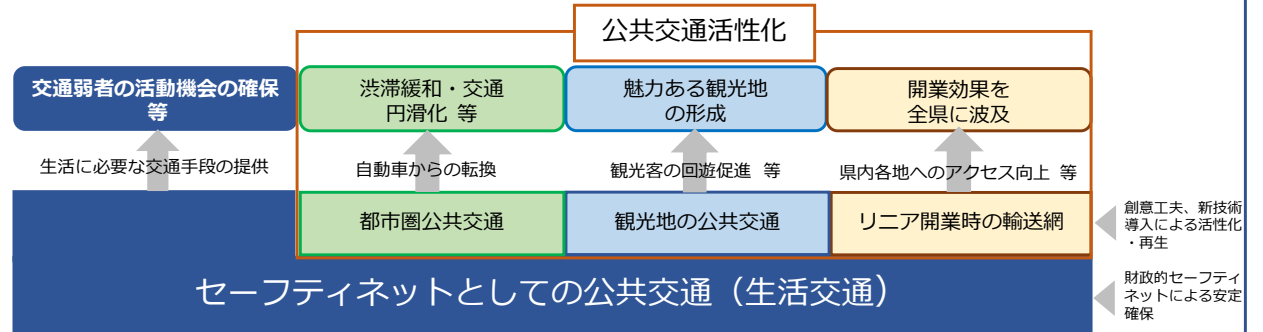 公共交通活性化
交通弱者の活動機会の確保
等
渋滞緩和・交通
円滑化 等
魅力ある観光地
の形成
開業効果を
全県に波及
生活に必要な交通手段の提供
自動車からの転換
観光客の回遊促進 等
県内各地へのアクセス向上 等
都市圏公共交通
観光地の公共交通
リニア開業時の輸送網
創意工夫、新技術
導入による活性化
・再生
セーフティネットとしての公共交通（生活交通）
財政的セーフティ
ネットによる安定
確保